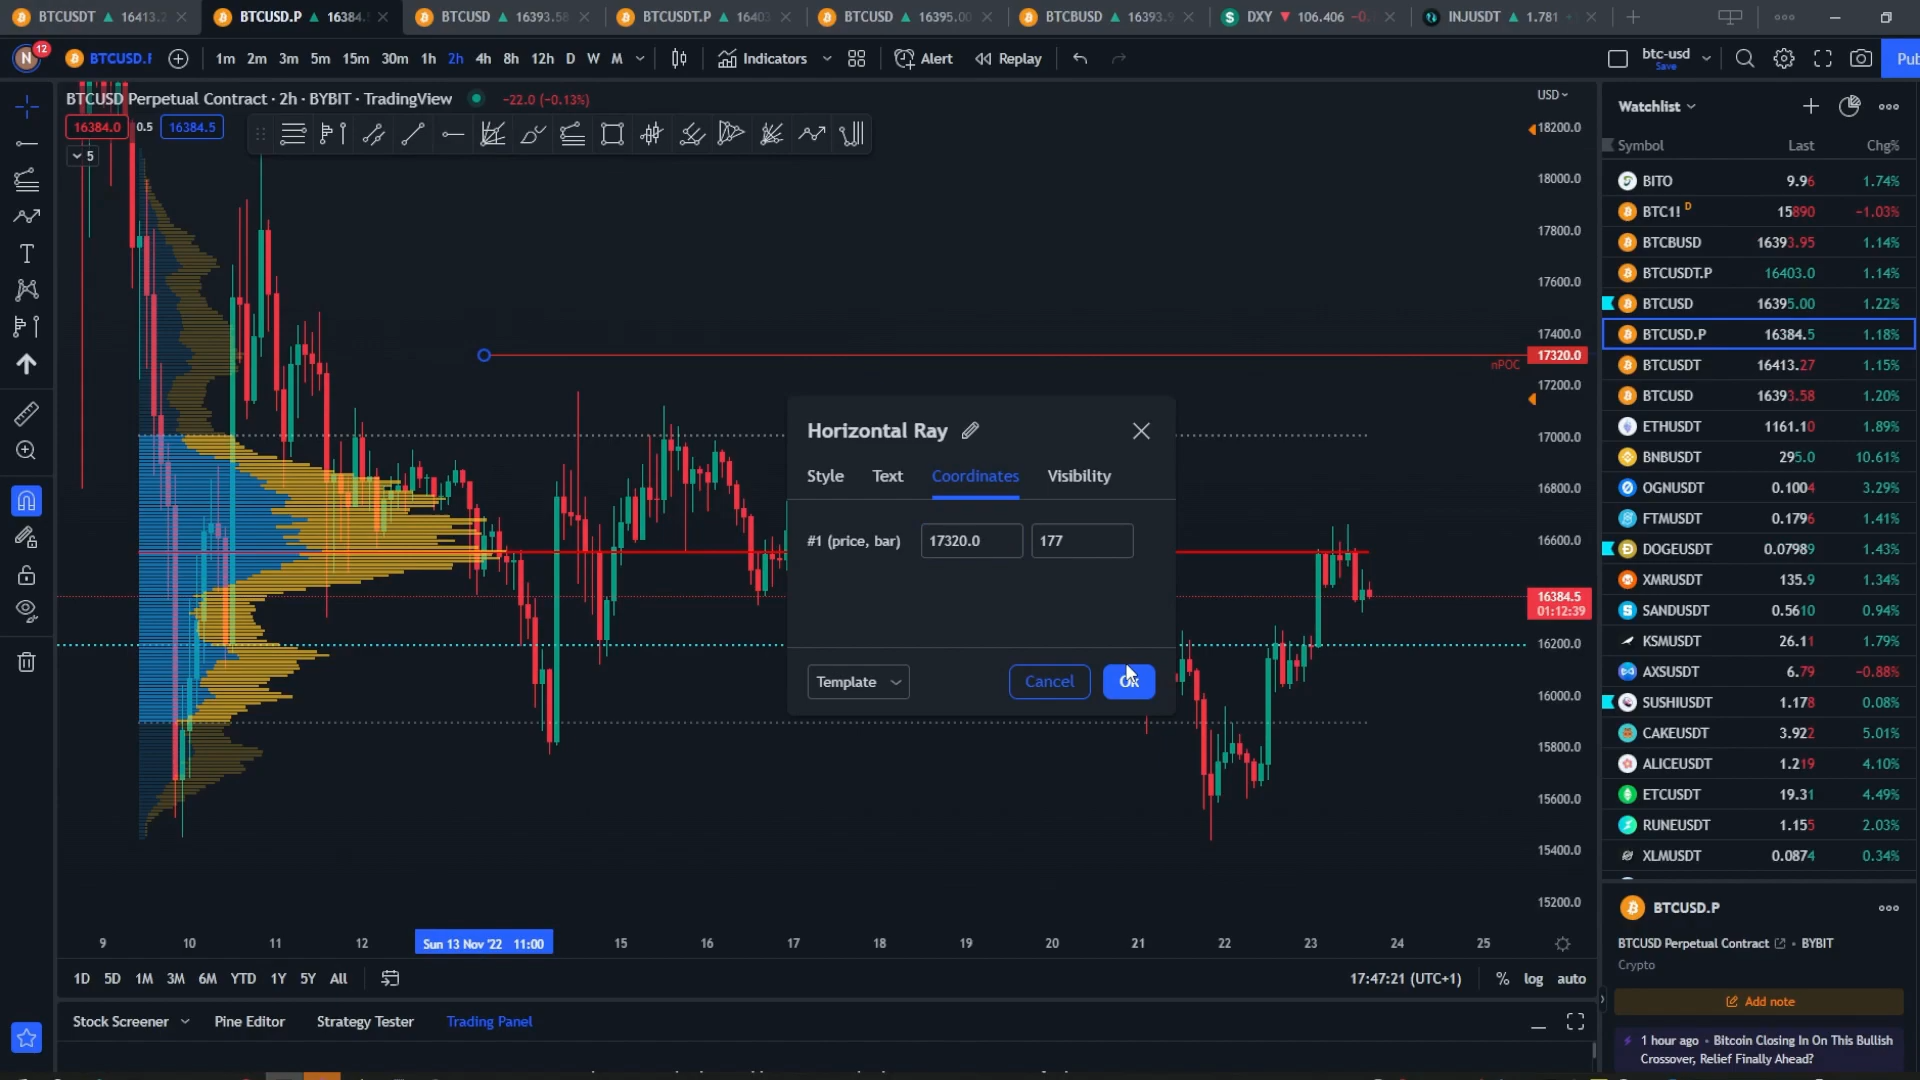 BTCUSDT ▲ 16413.2
BTCUSD.P ▲ 16384.
BTCUSD ▲ 16393.58
BTCUSDT.P ▲ 16403
BTCUSD ▲ 16395.00
BTCBUSD ▲ 16393.9
DXY ▼ 106.406
INJUSDT ▲ 1.781
N 12
BTCUSD.P 1m 2m 3m 5m 15m 30m 1h 2h 4h 8h 12h D W M Indicators Alert Replay
btc-usd
Save
Pub
BTCUSD Perpetual Contract · 2h · BYBIT · TradingView -22.0 (-0.13%)
16384.0 0.5 16384.5
5
USD
18200.0
18000.0
17800.0
17600.0
17400.0
17320.0
nPOC
17200.0
17000.0
16800.0
16600.0
16384.5
01:12:39
16200.0
16000.0
15800.0
15600.0
15400.0
15200.0
Horizontal Ray
Style Text Coordinates Visibility
#1 (price, bar) 17320.0 177
Template Cancel Ok
9 10 11 12 Sun 13 Nov '22 11:00 15 16 17 18 19 20 21 22 23 24 25
1D 5D 1M 3M 6M YTD 1Y 5Y All 17:47:21 (UTC+1) % log auto
Stock Screener Pine Editor Strategy Tester Trading Panel
Watchlist
Symbol Last Chg%
BITO 9.96 1.74%
BTC1! D 15890 −1.03%
BTCBUSD 16393.95 1.14%
BTCUSDT.P 16403.0 1.14%
BTCUSD 16395.00 1.22%
BTCUSD.P 16384.5 1.18%
BTCUSDT 16413.27 1.15%
BTCUSD 16393.58 1.20%
ETHUSDT 1161.10 1.89%
BNBUSDT 295.0 10.61%
OGNUSDT 0.1004 3.29%
FTMUSDT 0.1796 1.41%
DOGEUSDT 0.07989 1.43%
XMRUSDT 135.9 1.34%
SANDUSDT 0.5610 0.94%
KSMUSDT 26.11 1.79%
AXSUSDT 6.79 −0.88%
SUSHIUSDT 1.178 0.08%
CAKEUSDT 3.922 5.01%
ALICEUSDT 1.219 4.10%
ETCUSDT 19.31 4.49%
RUNEUSDT 1.155 2.03%
XLMUSDT 0.0874 0.34%
BTCUSD.P
BTCUSD Perpetual Contract • BYBIT
Crypto
Add note
1 hour ago • Bitcoin Closing In On This Bullish
Crossover, Relief Finally Ahead?